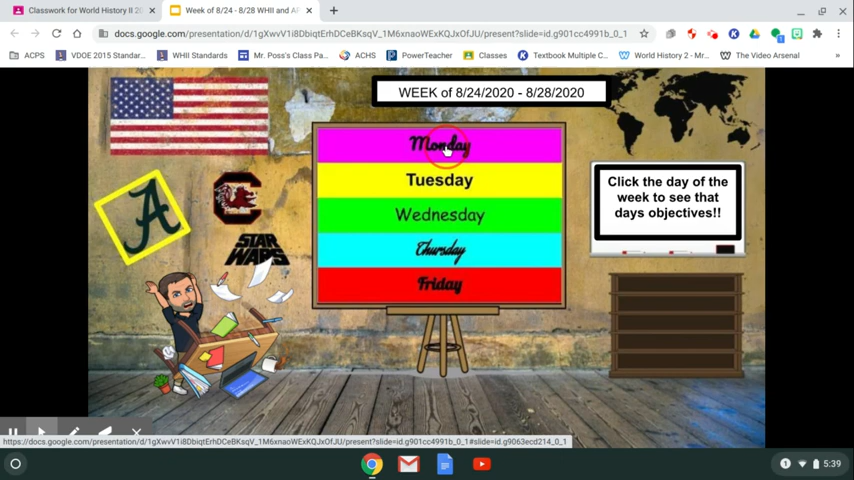 Classwork for World History II 20
Week of 8/24 - 8/28 WHII and AP
docs.google.com/presentation/d/1gXwvV1i8DbiqtErhDCeBKsqV_1M6xnaoWExKQJxOfJU/present?slide=id.g901cc4991b_0_1
ACPS
VDOE 2015 Standar...
WHII Standards
Mr. Poss's Class Pa...
ACHS
PowerTeacher
Classes
Textbook Multiple C...
World History 2 - Mr...
The Video Arsenal
»
WEEK of 8/24/2020 - 8/28/2020
Monday
Tuesday
Wednesday
Thursday
Friday
Click the day of the
week to see that
days objectives!!
A
C
STAR
WARS
https://docs.google.com/presentation/d/1gXwvV1i8DbiqtErhDCeBKsqV_1M6xnaoWExKQJxOfJU/present?slide=id.g901cc4991b_0_1#slide=id.g9063ecd214_0_1
1
5:39